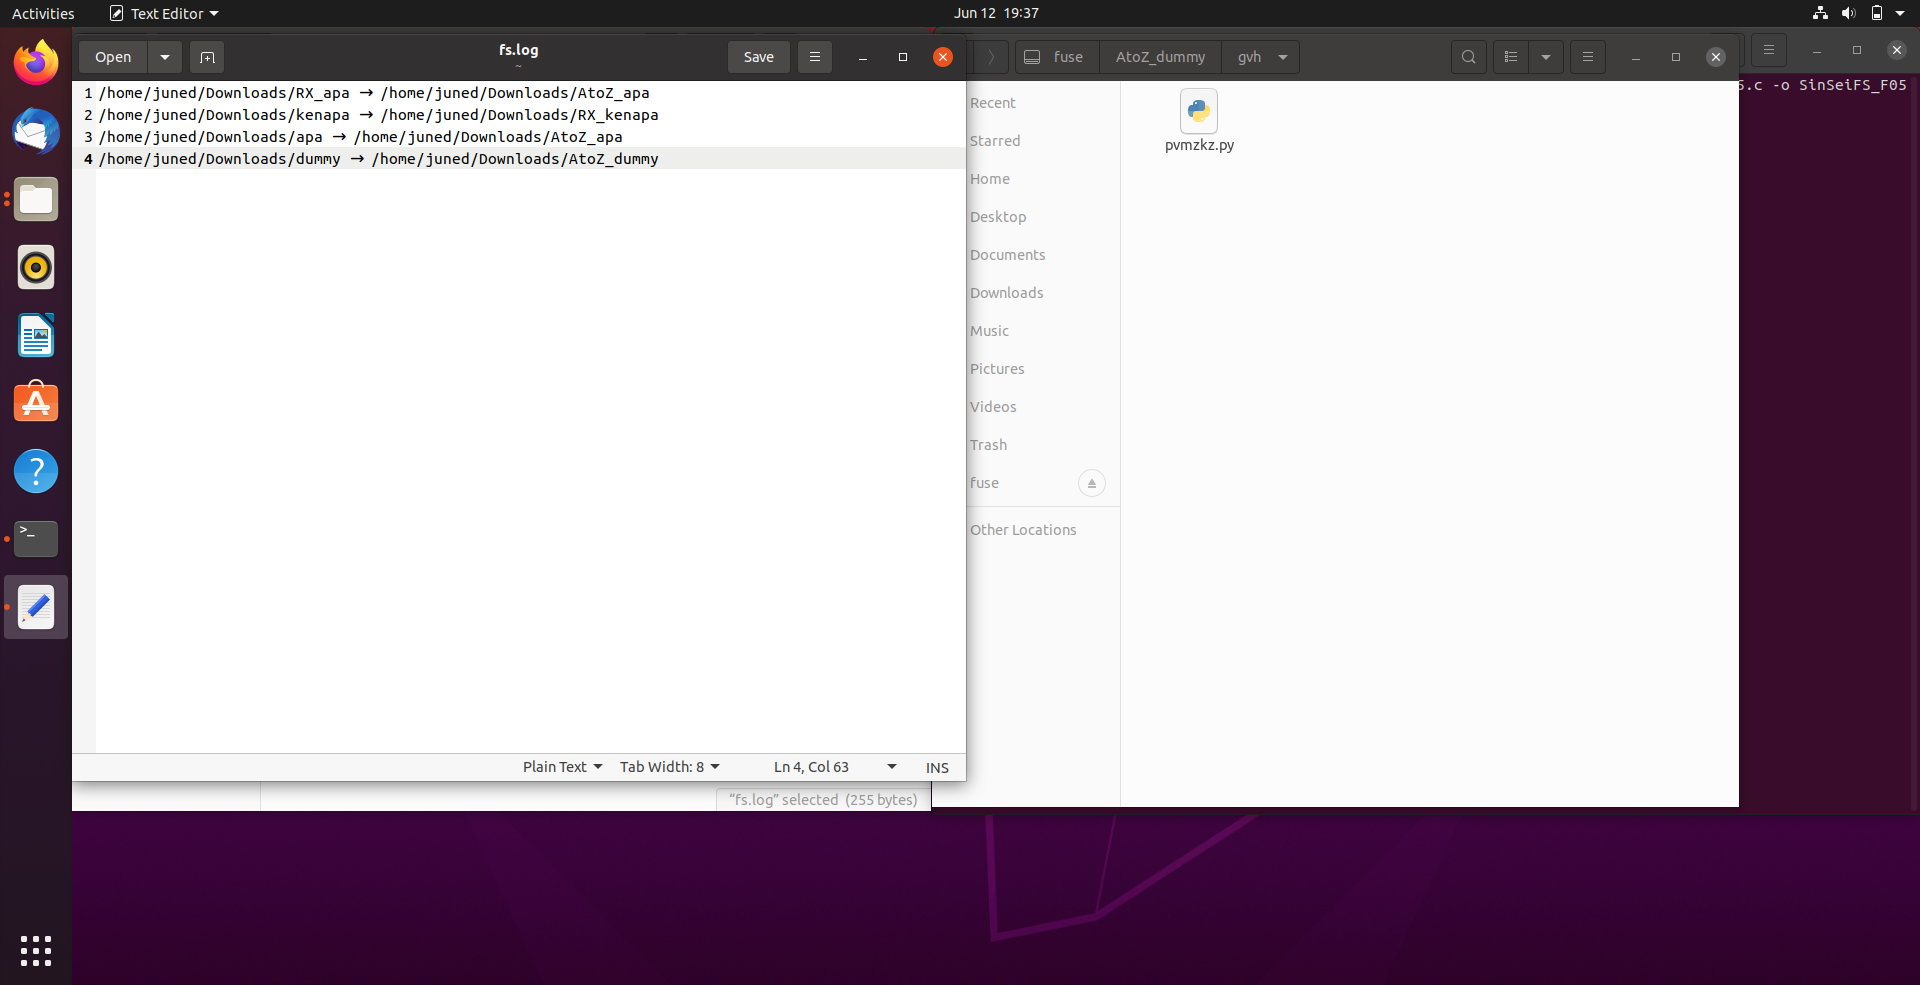 Activities
Text Editor
Jun 12 19:37
Open
fs.log
~
Save
1 /home/juned/Downloads/RX_apa → /home/juned/Downloads/AtoZ_apa
2 /home/juned/Downloads/kenapa → /home/juned/Downloads/RX_kenapa
3 /home/juned/Downloads/apa → /home/juned/Downloads/AtoZ_apa
4 /home/juned/Downloads/dummy → /home/juned/Downloads/AtoZ_dummy
Plain Text
Tab Width: 8
Ln 4, Col 63
INS
“fs.log” selected (255 bytes)
fuse
AtoZ_dummy
gvh
Recent
Starred
Home
Desktop
Documents
Downloads
Music
Pictures
Videos
Trash
fuse
Other Locations
pvmzkz.py
5.c -o SinSeiFS_F05